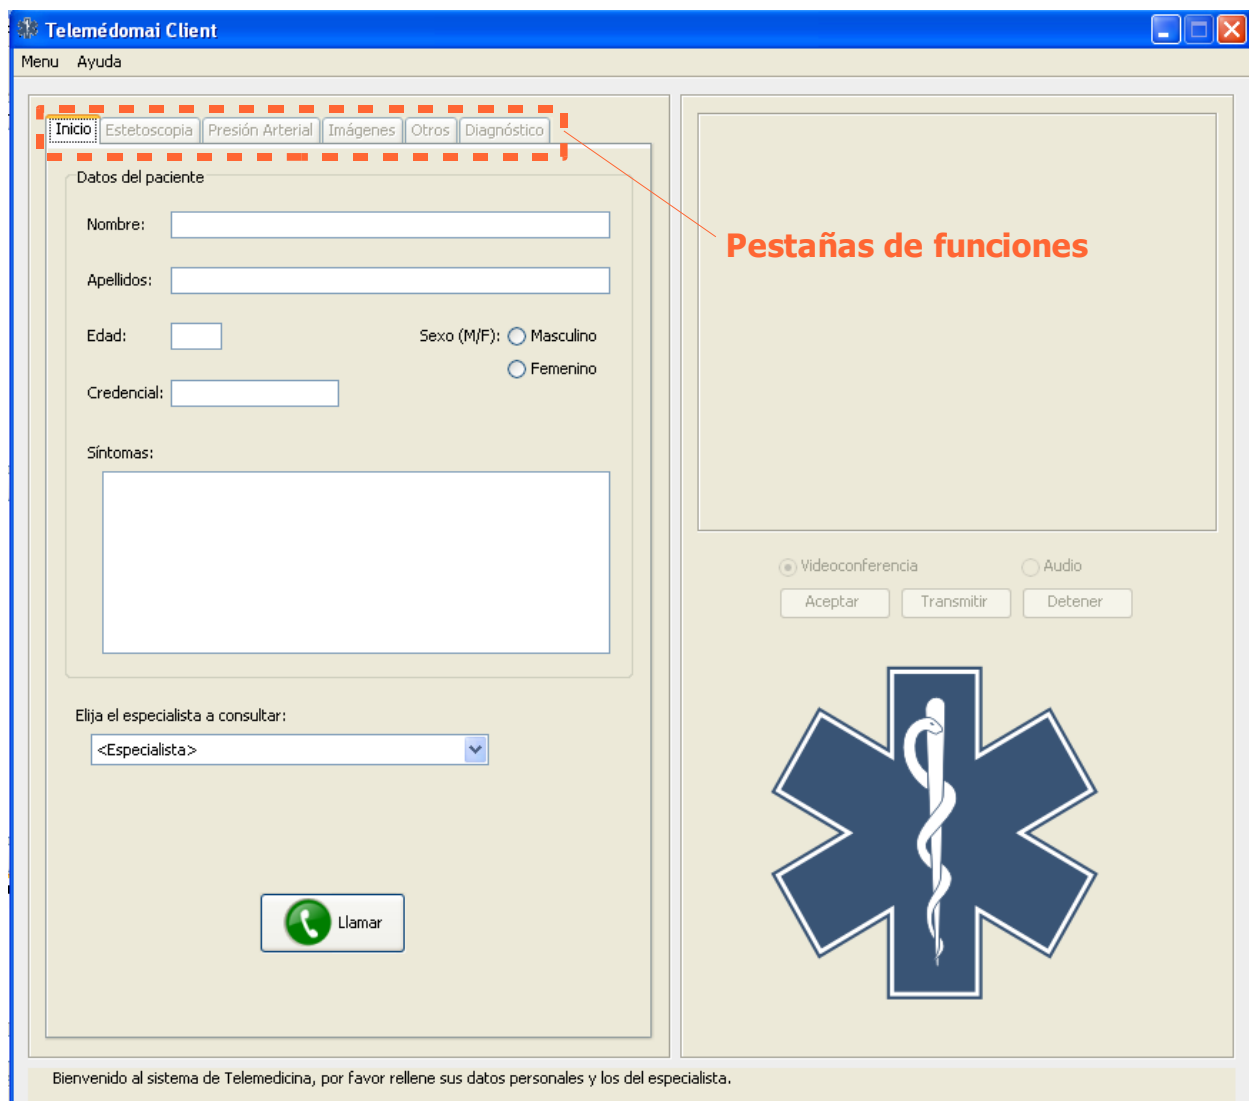 Telemédomai Client
Menu Ayuda
Inicio Estetoscopia Presión Arterial Imágenes Otros Diagnóstico
Datos del paciente
Nombre:
Pestañas de funciones
Apellidos:
Edad:
Sexo (M/F): Masculino
Femenino
Credencial:
Síntomas:
Videoconferencia Audio
Aceptar Transmitir Detener
Elija el especialista a consultar:
<Especialista>
Llamar
Bienvenido al sistema de Telemedicina, por favor rellene sus datos personales y los del especialista.